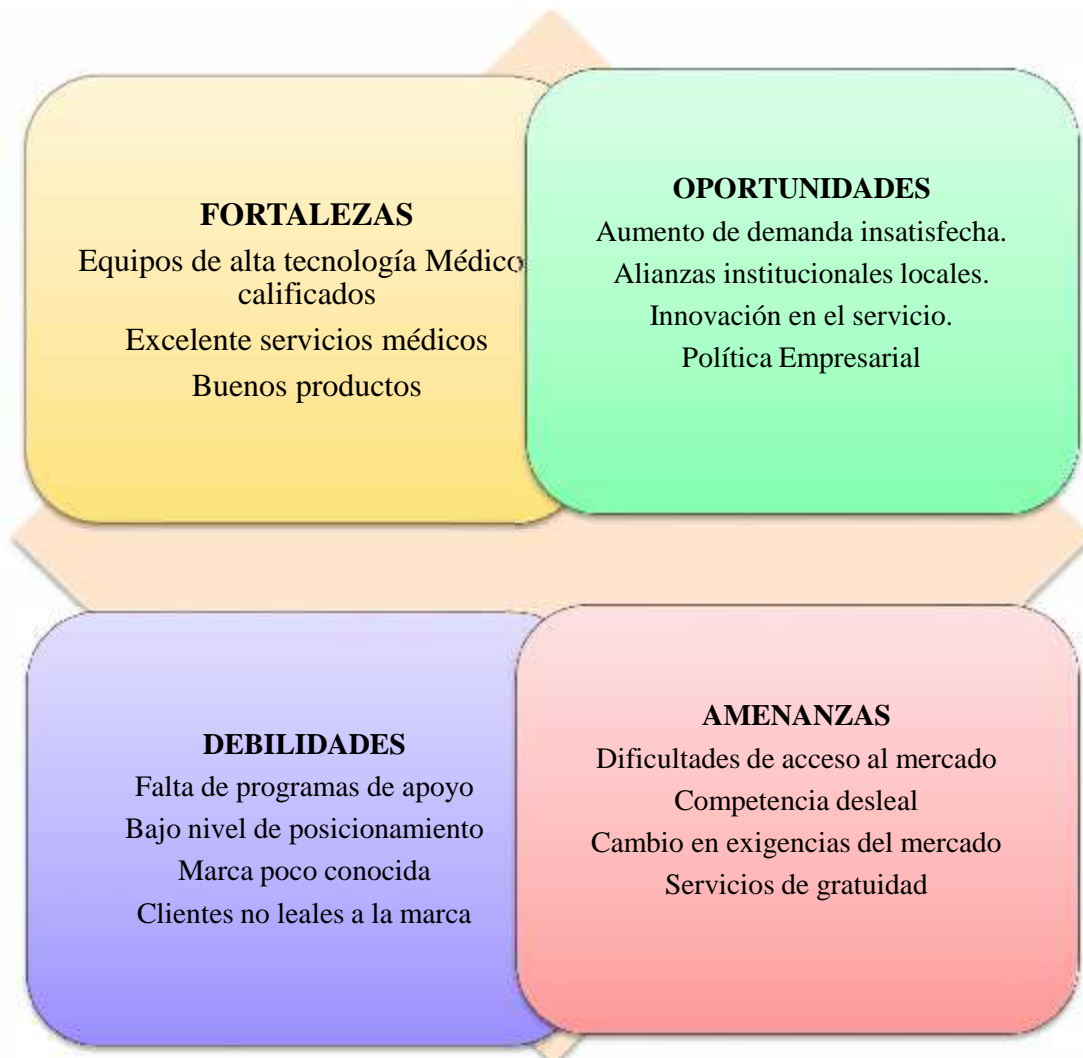 FORTALEZAS
Equipos de alta tecnología Médico
calificados
Excelente servicios médicos
Buenos productos
OPORTUNIDADES
Aumento de demanda insatisfecha.
Alianzas institucionales locales.
Innovación en el servicio.
Política Empresarial
DEBILIDADES
Falta de programas de apoyo
Bajo nivel de posicionamiento
Marca poco conocida
Clientes no leales a la marca
AMENANZAS
Dificultades de acceso al mercado
Competencia desleal
Cambio en exigencias del mercado
Servicios de gratuidad